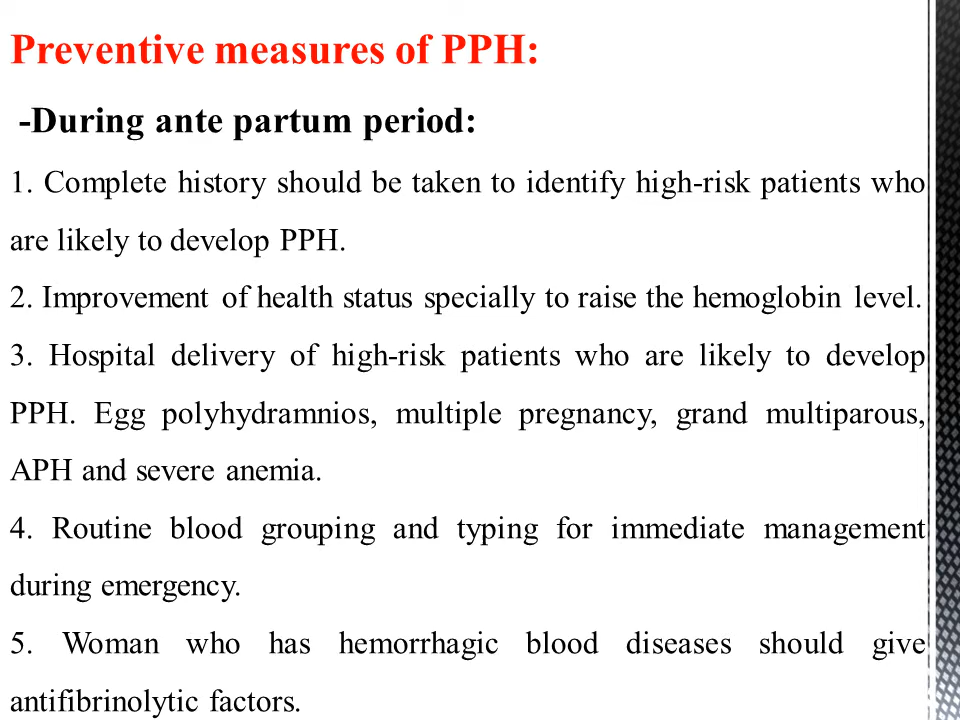 Preventive measures of PPH:
-During ante partum period:
1. Complete history should be taken to identify high-risk patients who
are likely to develop PPH.
2. Improvement of health status specially to raise the hemoglobin level.
3. Hospital delivery of high-risk patients who are likely to develop
PPH. Egg polyhydramnios, multiple pregnancy, grand multiparous,
APH and severe anemia.
4. Routine blood grouping and typing for immediate management
during emergency.
5. Woman who has hemorrhagic blood diseases should give
antifibrinolytic factors.